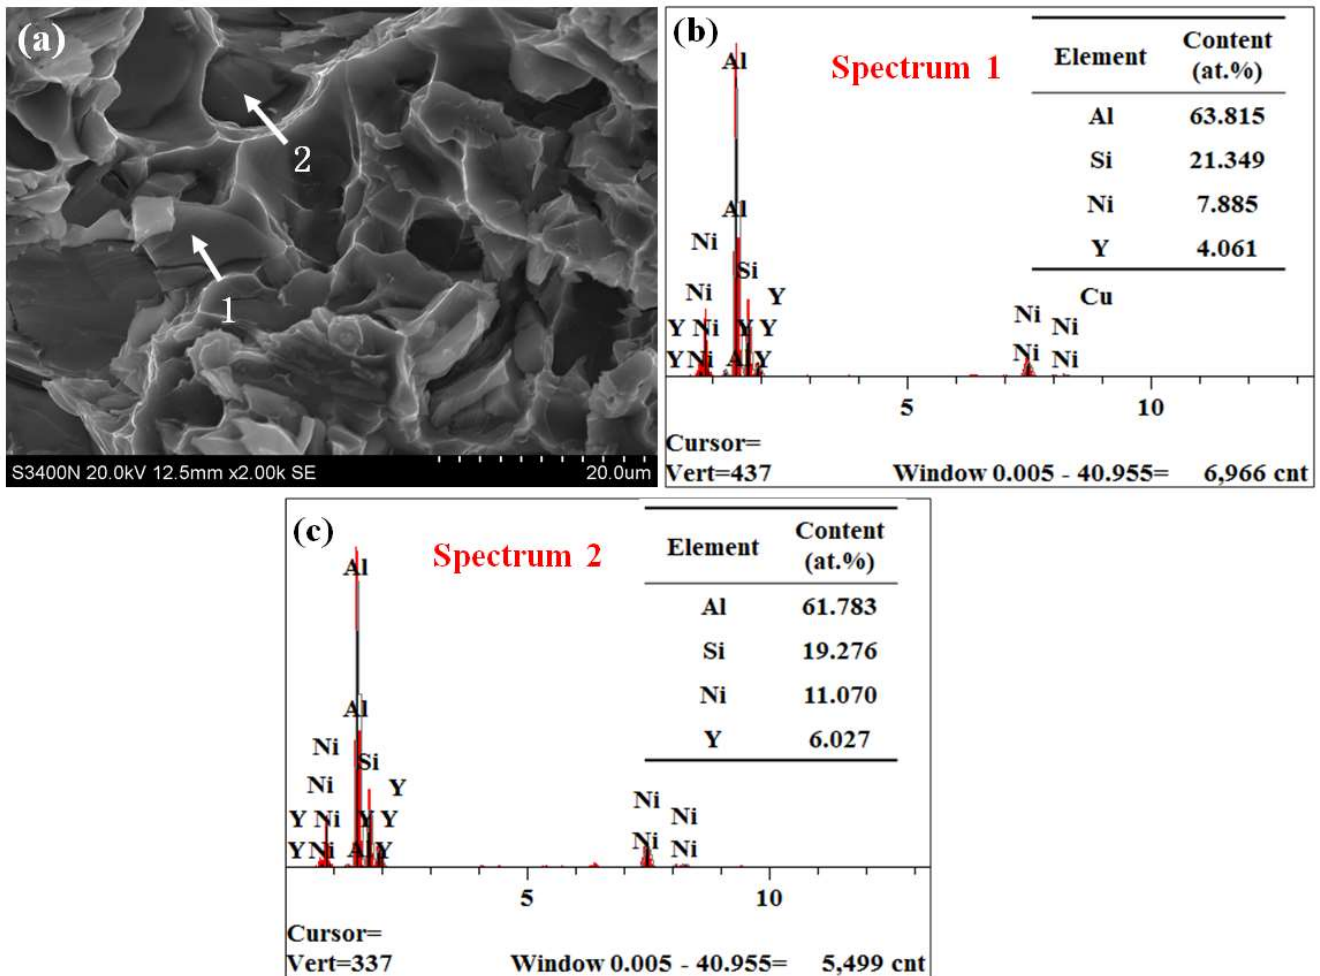 (a)
2
1
S3400N 20.0kV 12.5mm x2.00k SE 20.0um
(b)
Spectrum 1
Element Content (at.%)
Al 63.815
Si 21.349
Ni 7.885
Y 4.061
Cu
Al
Al
Ni
Si
Ni
Y
Y Ni Y Y
Y Ni A Y
Ni
Ni
Ni
Ni
5 10
Cursor=
Vert=437 Window 0.005 - 40.955= 6,966 cnt
(c)
Spectrum 2
Element Content (at.%)
Al 61.783
Si 19.276
Ni 11.070
Y 6.027
Al
Al
Ni
Si
Ni
Y
Y Ni Y Y
Y Ni A Y
Ni
Ni
Ni
Ni
5 10
Cursor=
Vert=337 Window 0.005 - 40.955= 5,499 cnt